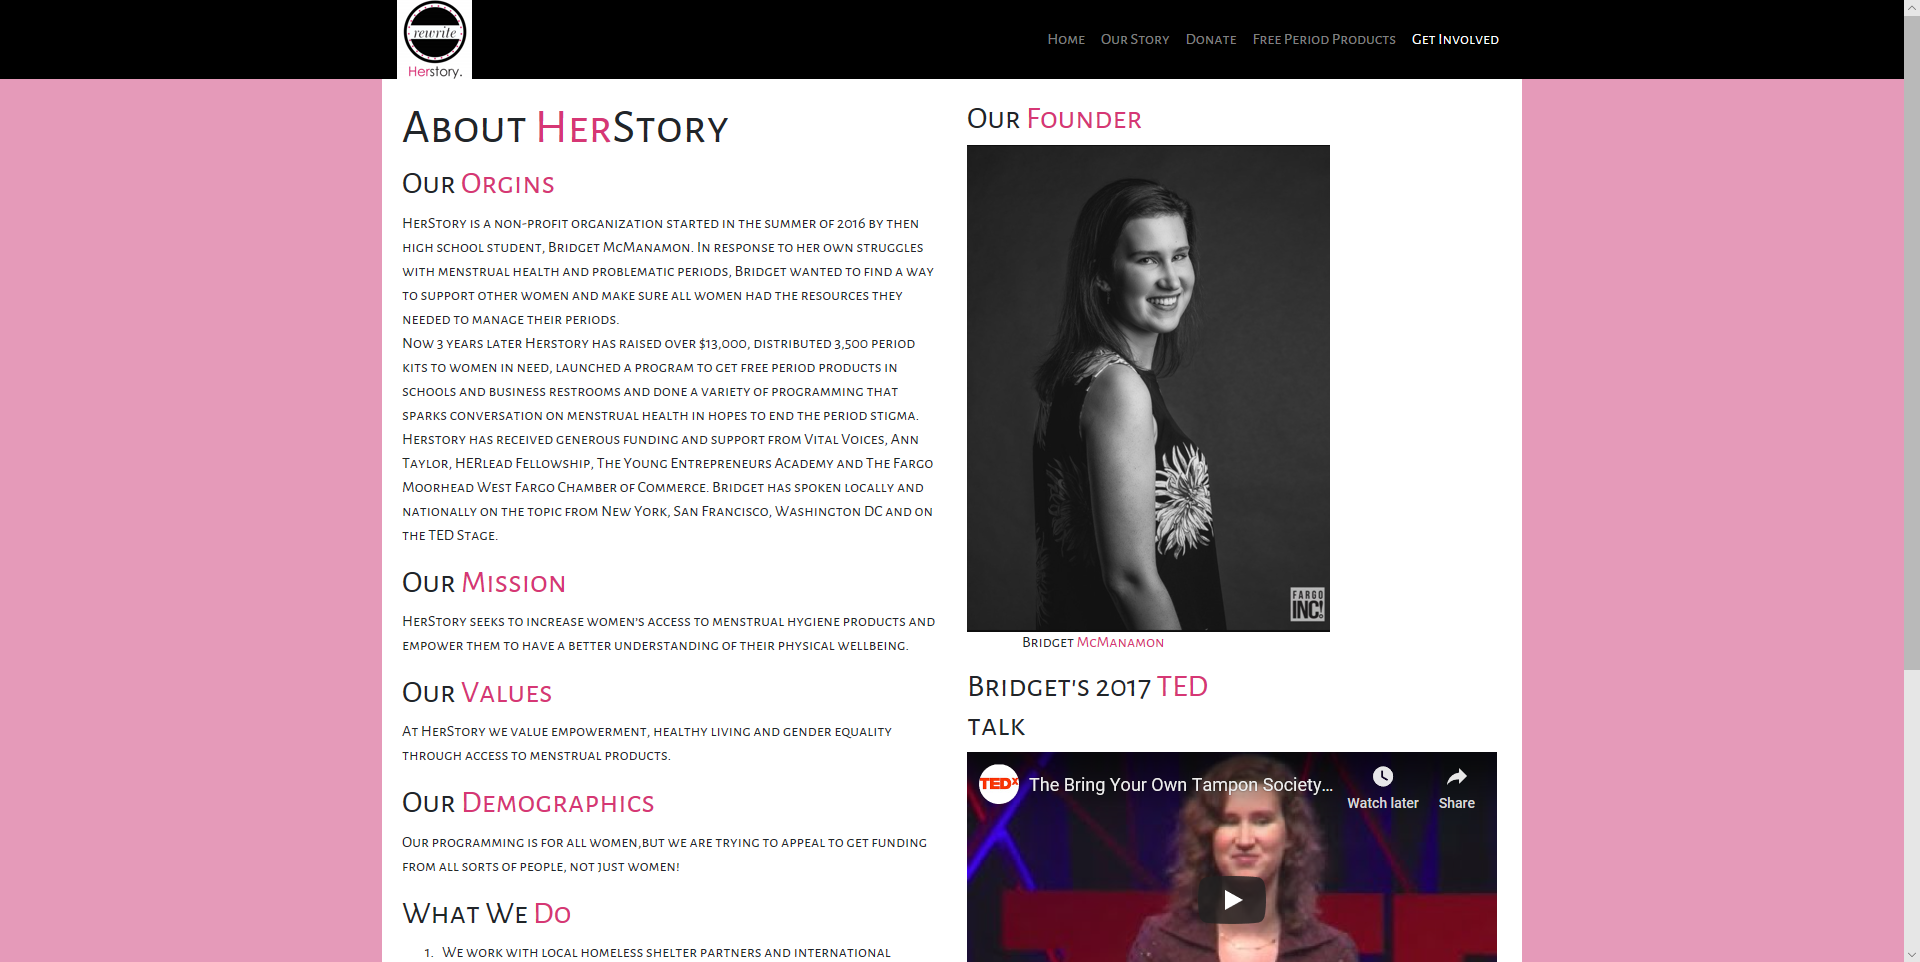 rewrite
Herstory.
Home Our Story Donate Free Period Products Get Involved
About HerStory
Our Orgins
HerStory is a non-profit organization started in the summer of 2016 by then
high school student, Bridget McManamon. In response to her own struggles
with menstrual health and problematic periods, Bridget wanted to find a way
to support other women and make sure all women had the resources they
needed to manage their periods.
Now 3 years later Herstory has raised over $13,000, distributed 3,500 period
kits to women in need, launched a program to get free period products in
schools and business restrooms and done a variety of programming that
sparks conversation on menstrual health in hopes to end the period stigma.
Herstory has received generous funding and support from Vital Voices, Ann
Taylor, HERlead Fellowship, The Young Entrepreneurs Academy and The Fargo
Moorhead West Fargo Chamber of Commerce. Bridget has spoken locally and
nationally on the topic from New York, San Francisco, Washington DC and on
the TED Stage.
Our Mission
HerStory seeks to increase women's access to menstrual hygiene products and
empower them to have a better understanding of their physical wellbeing.
Our Values
At HerStory we value empowerment, healthy living and gender equality
through access to menstrual products.
Our Demographics
Our programming is for all women,but we are trying to appeal to get funding
from all sorts of people, not just women!
What We Do
1. We work with local homeless shelter partners and international
Our Founder
FARGO
INC!
Bridget McManamon
Bridget's 2017 TED
talk
TEDx
The Bring Your Own Tampon Society...
Watch later
Share